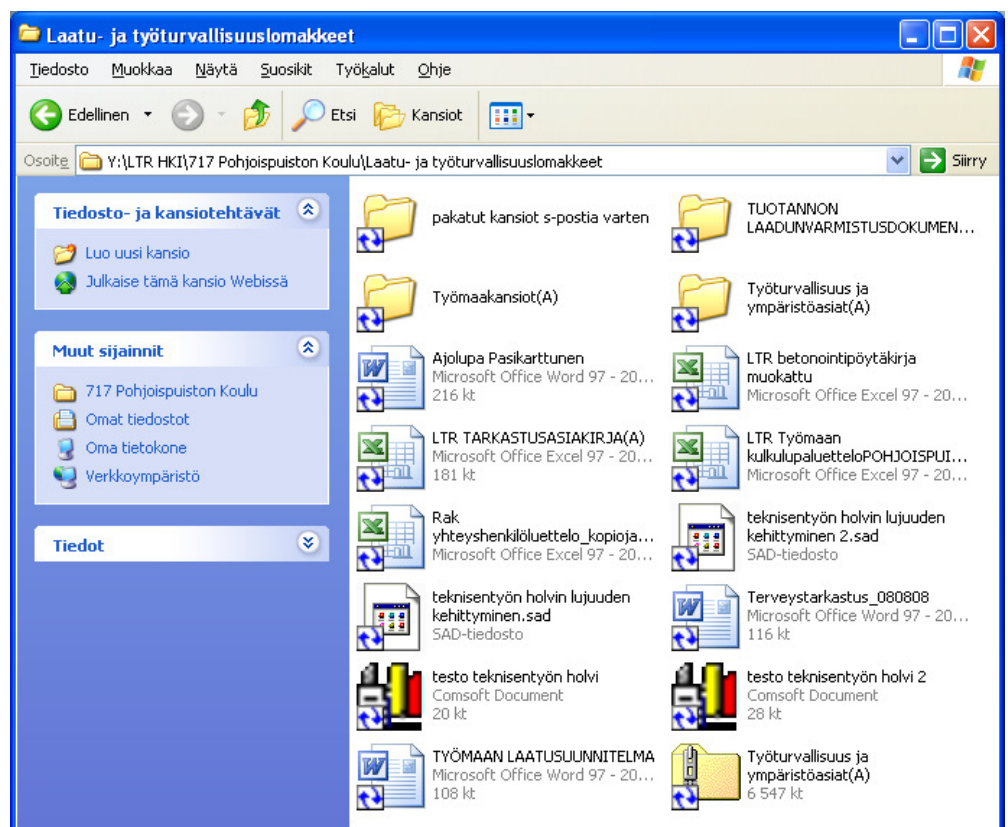 Laatu- ja työturvallisuuslomakkeet
Tiedosto Muokkaa Näytä Suosikit Työkalut Ohje
Edellinen Etsi Kansiot
Osoite Y:\LTR HKI\717 Pohjoispuiston Koulu\Laatu- ja työturvallisuuslomakkeet Siirry
Tiedosto- ja kansiotehtävät
Luo uusi kansio
Julkaise tämä kansio Webissä
Muut sijainnit
717 Pohjoispuiston Koulu
Omat tiedostot
Oma tietokone
Verkkoympäristö
Tiedot
pakatut kansiot s-postia varten
TUOTANNON
LAADUNVARMISTUSDOKUMEN...
Työmaakansiot(A)
Työturvallisuus ja
ympäristöasiat(A)
Ajolupa Pasikarttunen
Microsoft Office Word 97 - 20...
216 kt
LTR betonointipöytäkirja
muokattu
Microsoft Office Excel 97 - 20...
LTR TARKASTUSASIAKIRJA(A)
Microsoft Office Excel 97 - 20...
181 kt
LTR Työmaan
kulkulupaluetteloPOHJOISPUI...
Microsoft Office Excel 97 - 20...
Rak
yhteyshenkilöluettelo_kopioja...
Microsoft Office Excel 97 - 20...
teknisentyön holvin lujuuden
kehittyminen 2.sad
SAD-tiedosto
teknisentyön holvin lujuuden
kehittyminen.sad
SAD-tiedosto
Terveystarkastus_080808
Microsoft Office Word 97 - 20...
116 kt
testo teknisentyön holvi
Comsoft Document
20 kt
testo teknisentyön holvi 2
Comsoft Document
28 kt
TYÖMAAN LAATUSUUNNITELMA
Microsoft Office Word 97 - 20...
108 kt
Työturvallisuus ja
ympäristöasiat(A)
6 547 kt